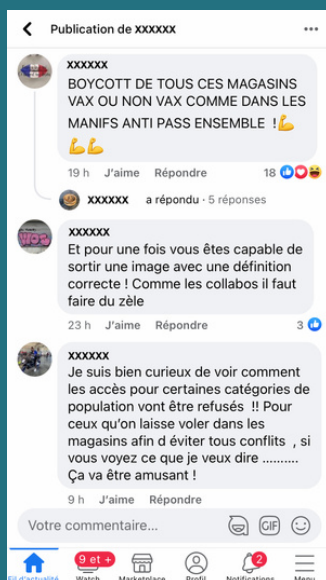 Publication de xxxxxx
xxxxxx
BOYCOTT DE TOUS CES MAGASINS
VAX OU NON VAX COMME DANS LES
MANIFS ANTI PASS ENSEMBLE !💪
💪💪
19 h J'aime Répondre 18
xxxxxx a répondu · 5 réponses
xxxxxx
Et pour une fois vous êtes capable de
sortir une image avec une définition
correcte ! Comme les collabos il faut
faire du zèle
23 h J'aime Répondre 3
xxxxxx
Je suis bien curieux de voir comment
les accès pour certaines catégories de
population vont être refusés !! Pour
ceux qu'on laisse voler dans les
magasins afin d éviter tous conflits , si
vous voyez ce que je veux dire ..........
Ça va être amusant !
9 h J'aime Répondre
Votre commentaire...
GIF
9 et +
2
Fil d'actualité Watch Marketplace Profil Notifications Menu